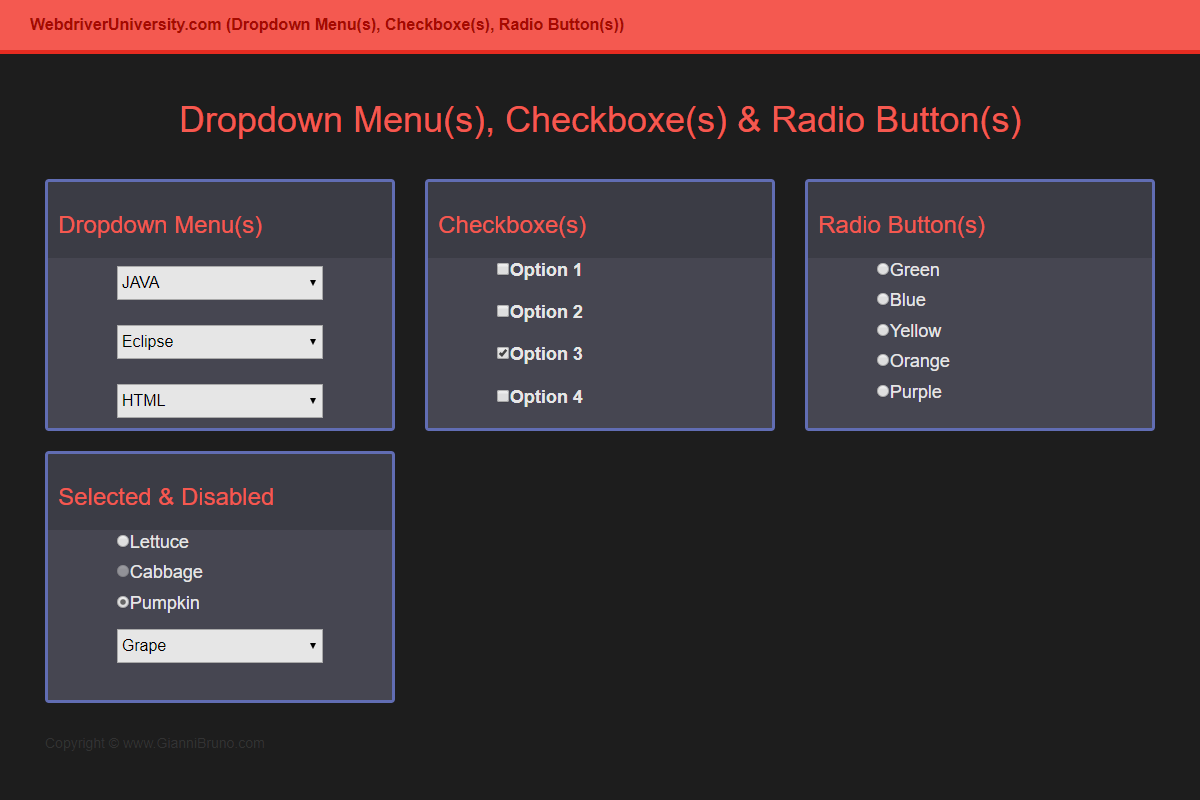 WebdriverUniversity.com (Dropdown Menu(s), Checkboxe(s), Radio Button(s))
Dropdown Menu(s), Checkboxe(s) & Radio Button(s)
Dropdown Menu(s)
JAVA
Eclipse
HTML
Checkboxe(s)
Option 1
Option 2
Option 3
Option 4
Radio Button(s)
Green
Blue
Yellow
Orange
Purple
Selected & Disabled
Lettuce
Cabbage
Pumpkin
Grape
Copyright © www.GianniBruno.com